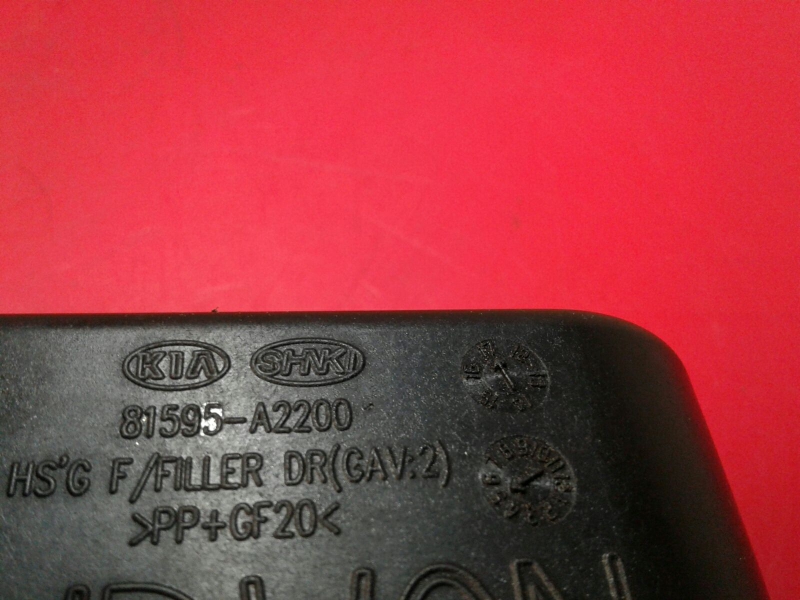 KIA SHNKI
81595-A2200
HS'G F/FILLER DR(CAV:2)
>PP+GF20<